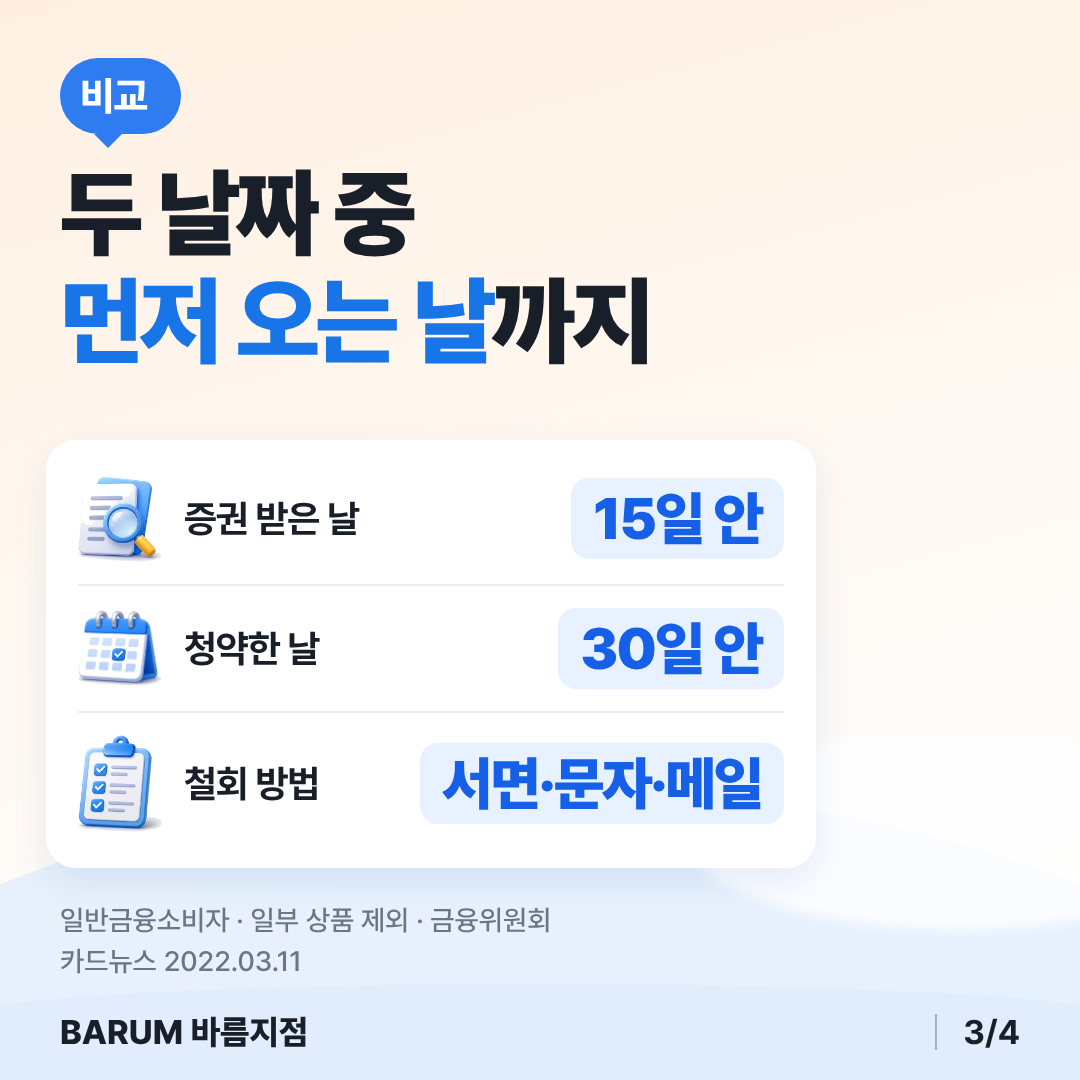 비교
두 날짜 중
먼저 오는 날까지
증권 받은 날 15일 안
청약한 날 30일 안
철회 방법 서면·문자·메일
일반금융소비자 · 일부 상품 제외 · 금융위원회
카드뉴스 2022.03.11
BARUM 바름지점 3/4